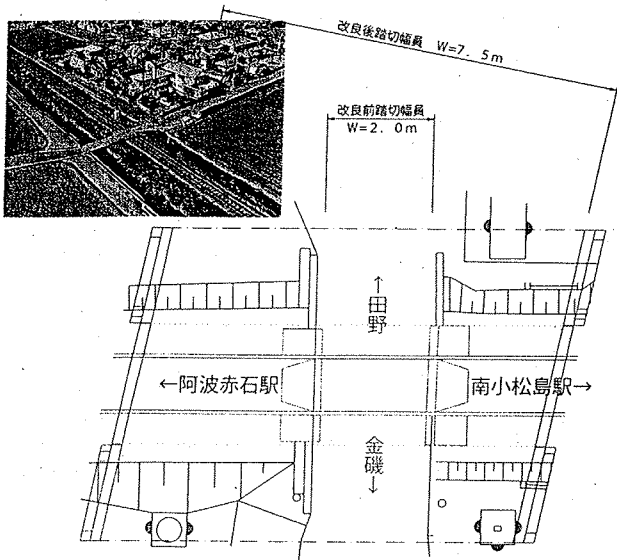 改良後踏切幅員 W=7.5m
改良前踏切幅員
W=2.0m
↑田野
←阿波赤石駅
南小松島駅→
金磯↓